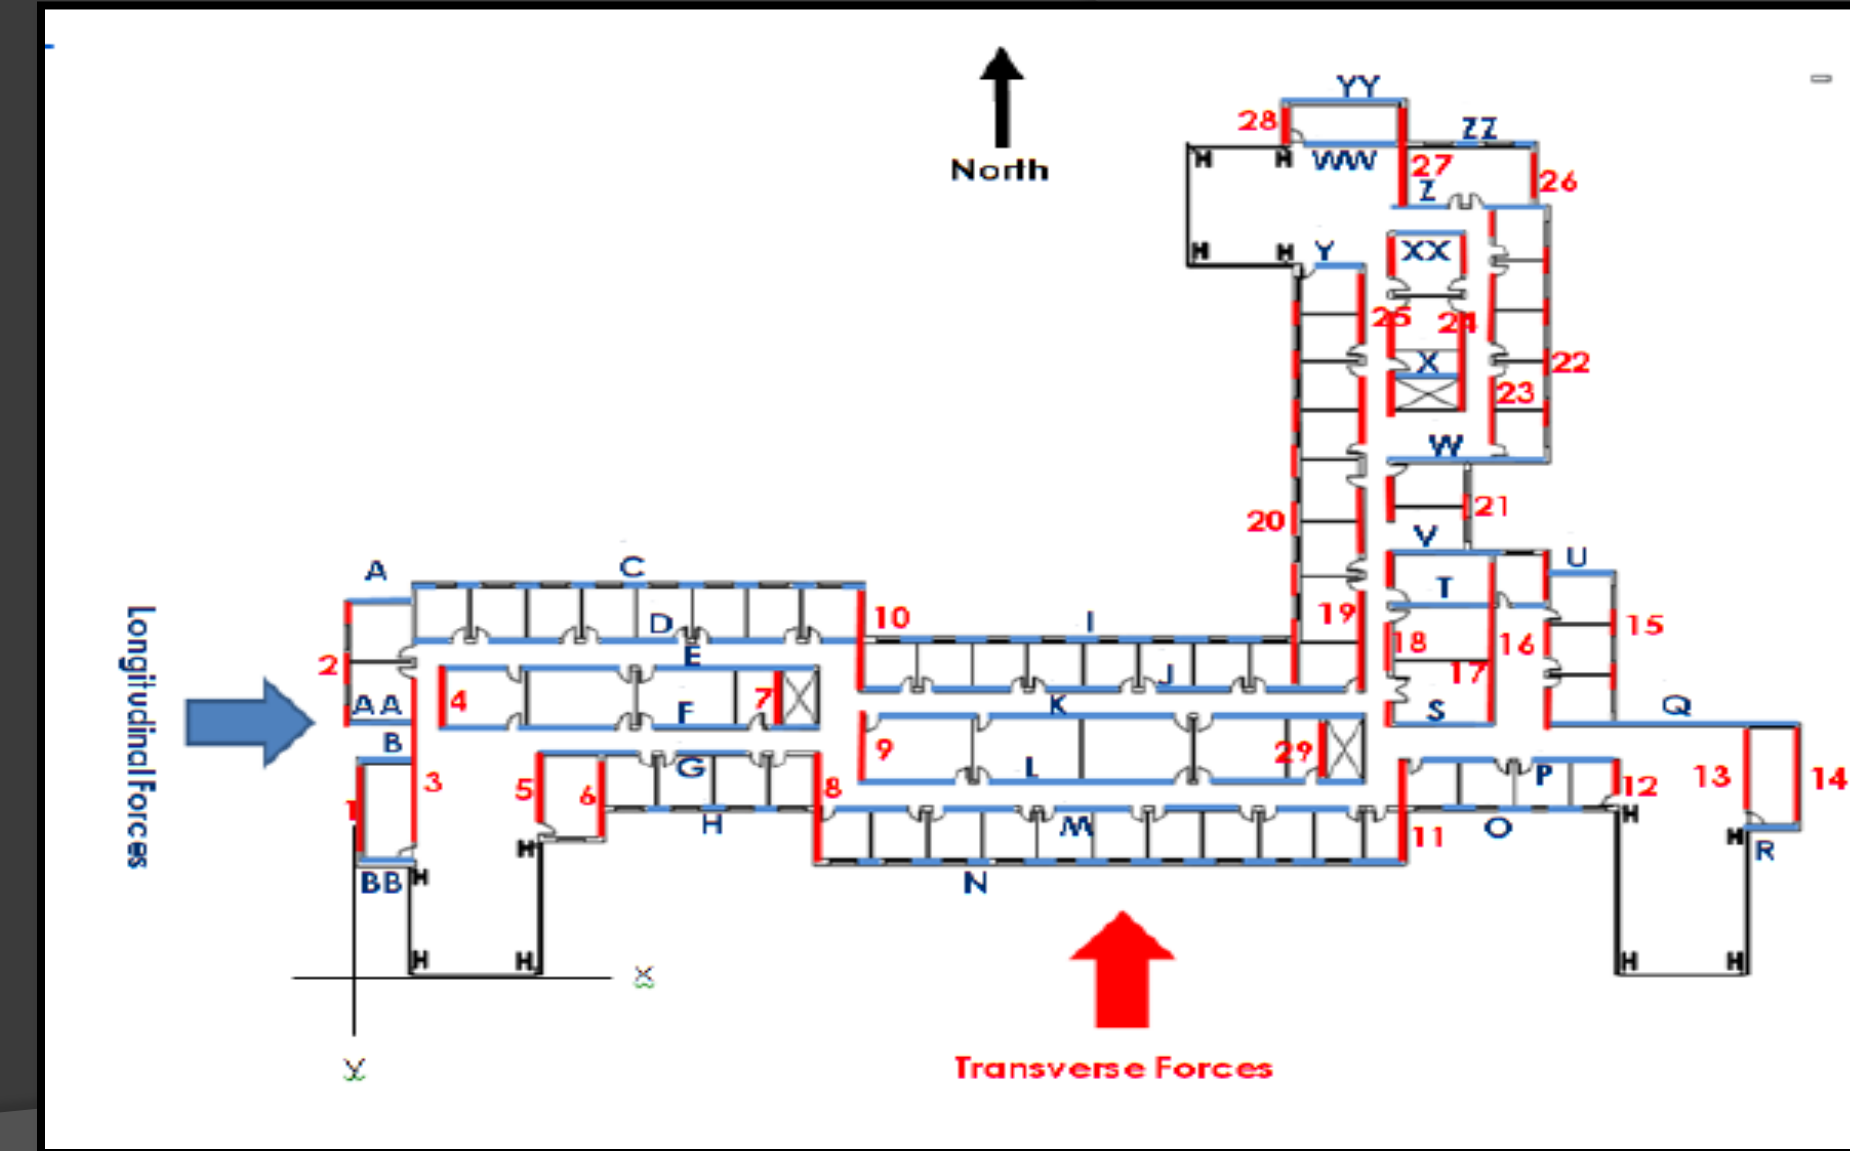 North
YY
28
ZZ
H
H
WW
27
26
Z
H
H
Y
XX
25
24
X
22
23
W
20
21
V
U
A
C
T
D
10
I
19
18
16
15
2
E
J
17
AA
4
7
F
K
S
Q
B
9
29
3
5
6
G
8
L
P
12
13
14
1
H
M
O
H
11
H
R
H
BB
H
N
H
H
H
H
Longitudinal Forces
X
Y
Transverse Forces